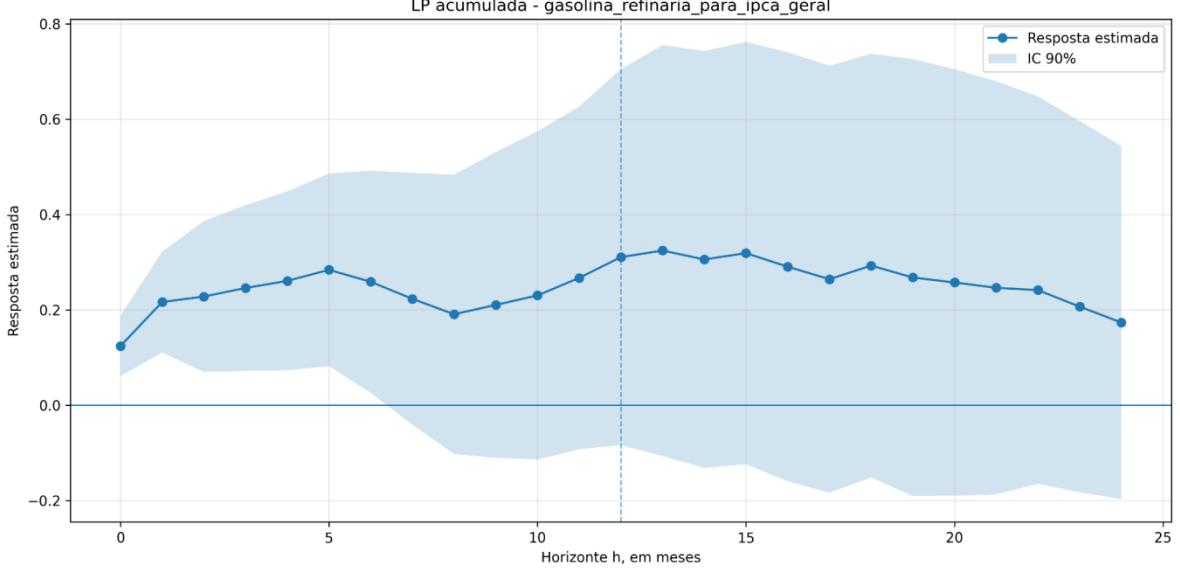 LP acumulada - gasolina_refinaria_para_ipca_geral
Resposta estimada
IC 90%
0.8
0.6
0.4
0.2
0.0
−0.2
Resposta estimada
0 5 10 15 20 25
Horizonte h, em meses